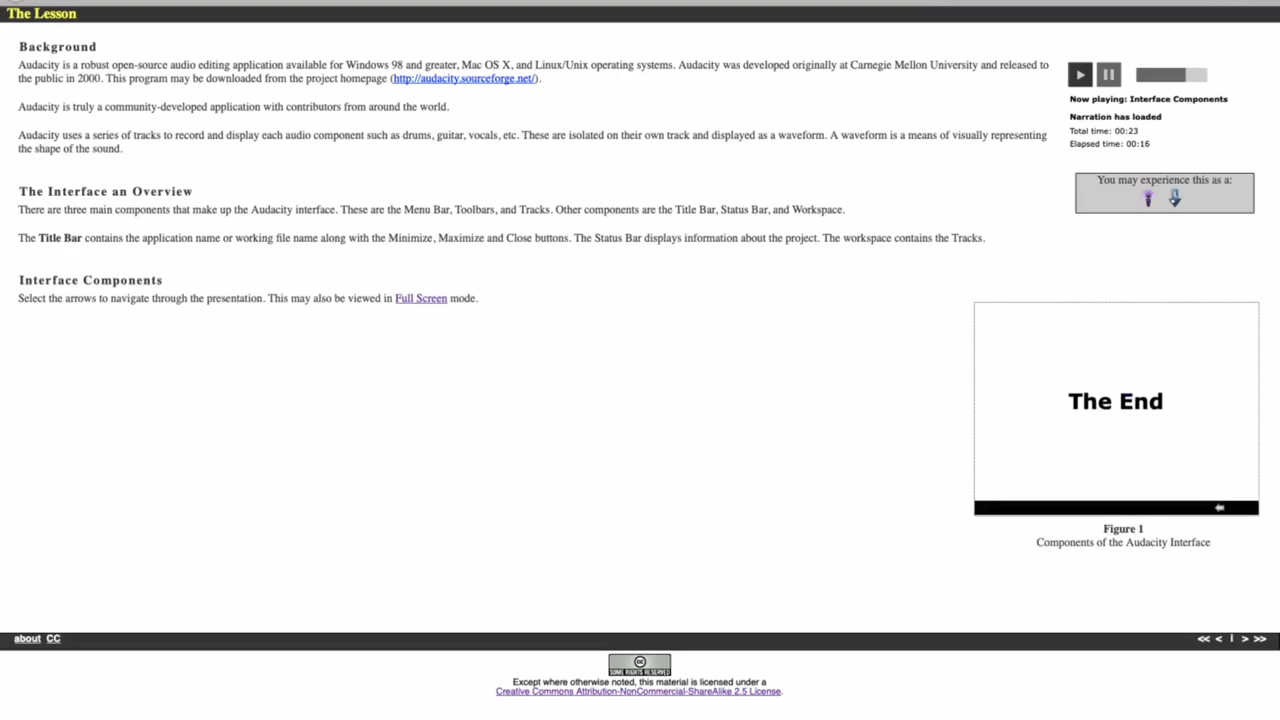 The Lesson
Background
Audacity is a robust open-source audio editing application available for Windows 98 and greater, Mac OS X, and Linux/Unix operating systems. Audacity was developed originally at Carnegie Mellon University and released to
the public in 2000. This program may be downloaded from the project homepage (http://audacity.sourceforge.net/).
Audacity is truly a community-developed application with contributors from around the world.
Audacity uses a series of tracks to record and display each audio component such as drums, guitar, vocals, etc. These are isolated on their own track and displayed as a waveform. A waveform is a means of visually representing
the shape of the sound.
The Interface an Overview
There are three main components that make up the Audacity interface. These are the Menu Bar, Toolbars, and Tracks. Other components are the Title Bar, Status Bar, and Workspace.
The Title Bar contains the application name or working file name along with the Minimize, Maximize and Close buttons. The Status Bar displays information about the project. The workspace contains the Tracks.
Interface Components
Select the arrows to navigate through the presentation. This may also be viewed in Full Screen mode.
Now playing: Interface Components
Narration has loaded
Total time: 00:23
Elapsed time: 00:16
You may experience this as a:
The End
Figure 1
Components of the Audacity Interface
about CC
<< < | > >>
cc
SOME RIGHTS RESERVED
Except where otherwise noted, this material is licensed under a
Creative Commons Attribution-NonCommercial-ShareAlike 2.5 License.